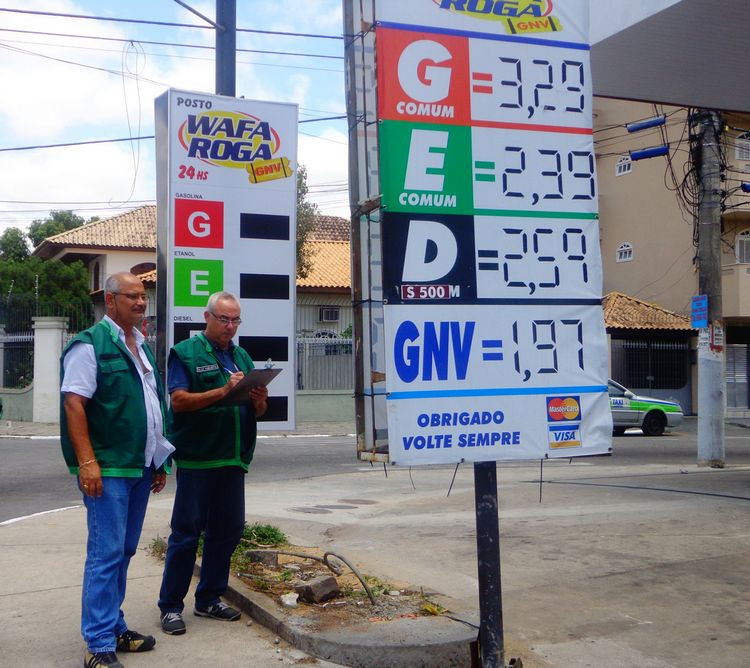 POSTO
WAFA
ROGA
GNV
24 HS
GASOLINA
G
ETANOL
E
DIESEL
ROGA
GNV
G
COMUM
= 3,29
E
COMUM
= 2,39
D
S 500 M
= 2,59
GNV = 1,97
OBRIGADO
VOLTE SEMPRE
MasterCard
VISA
TAXI